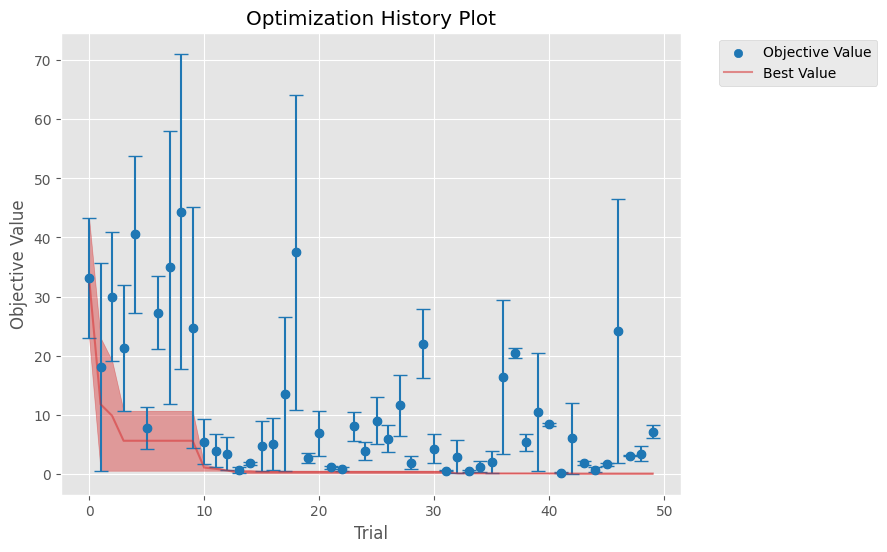 Optimization History Plot
Objective Value
Best Value
70
60
50
40
30
20
10
0
Objective Value
0 10 20 30 40 50
Trial